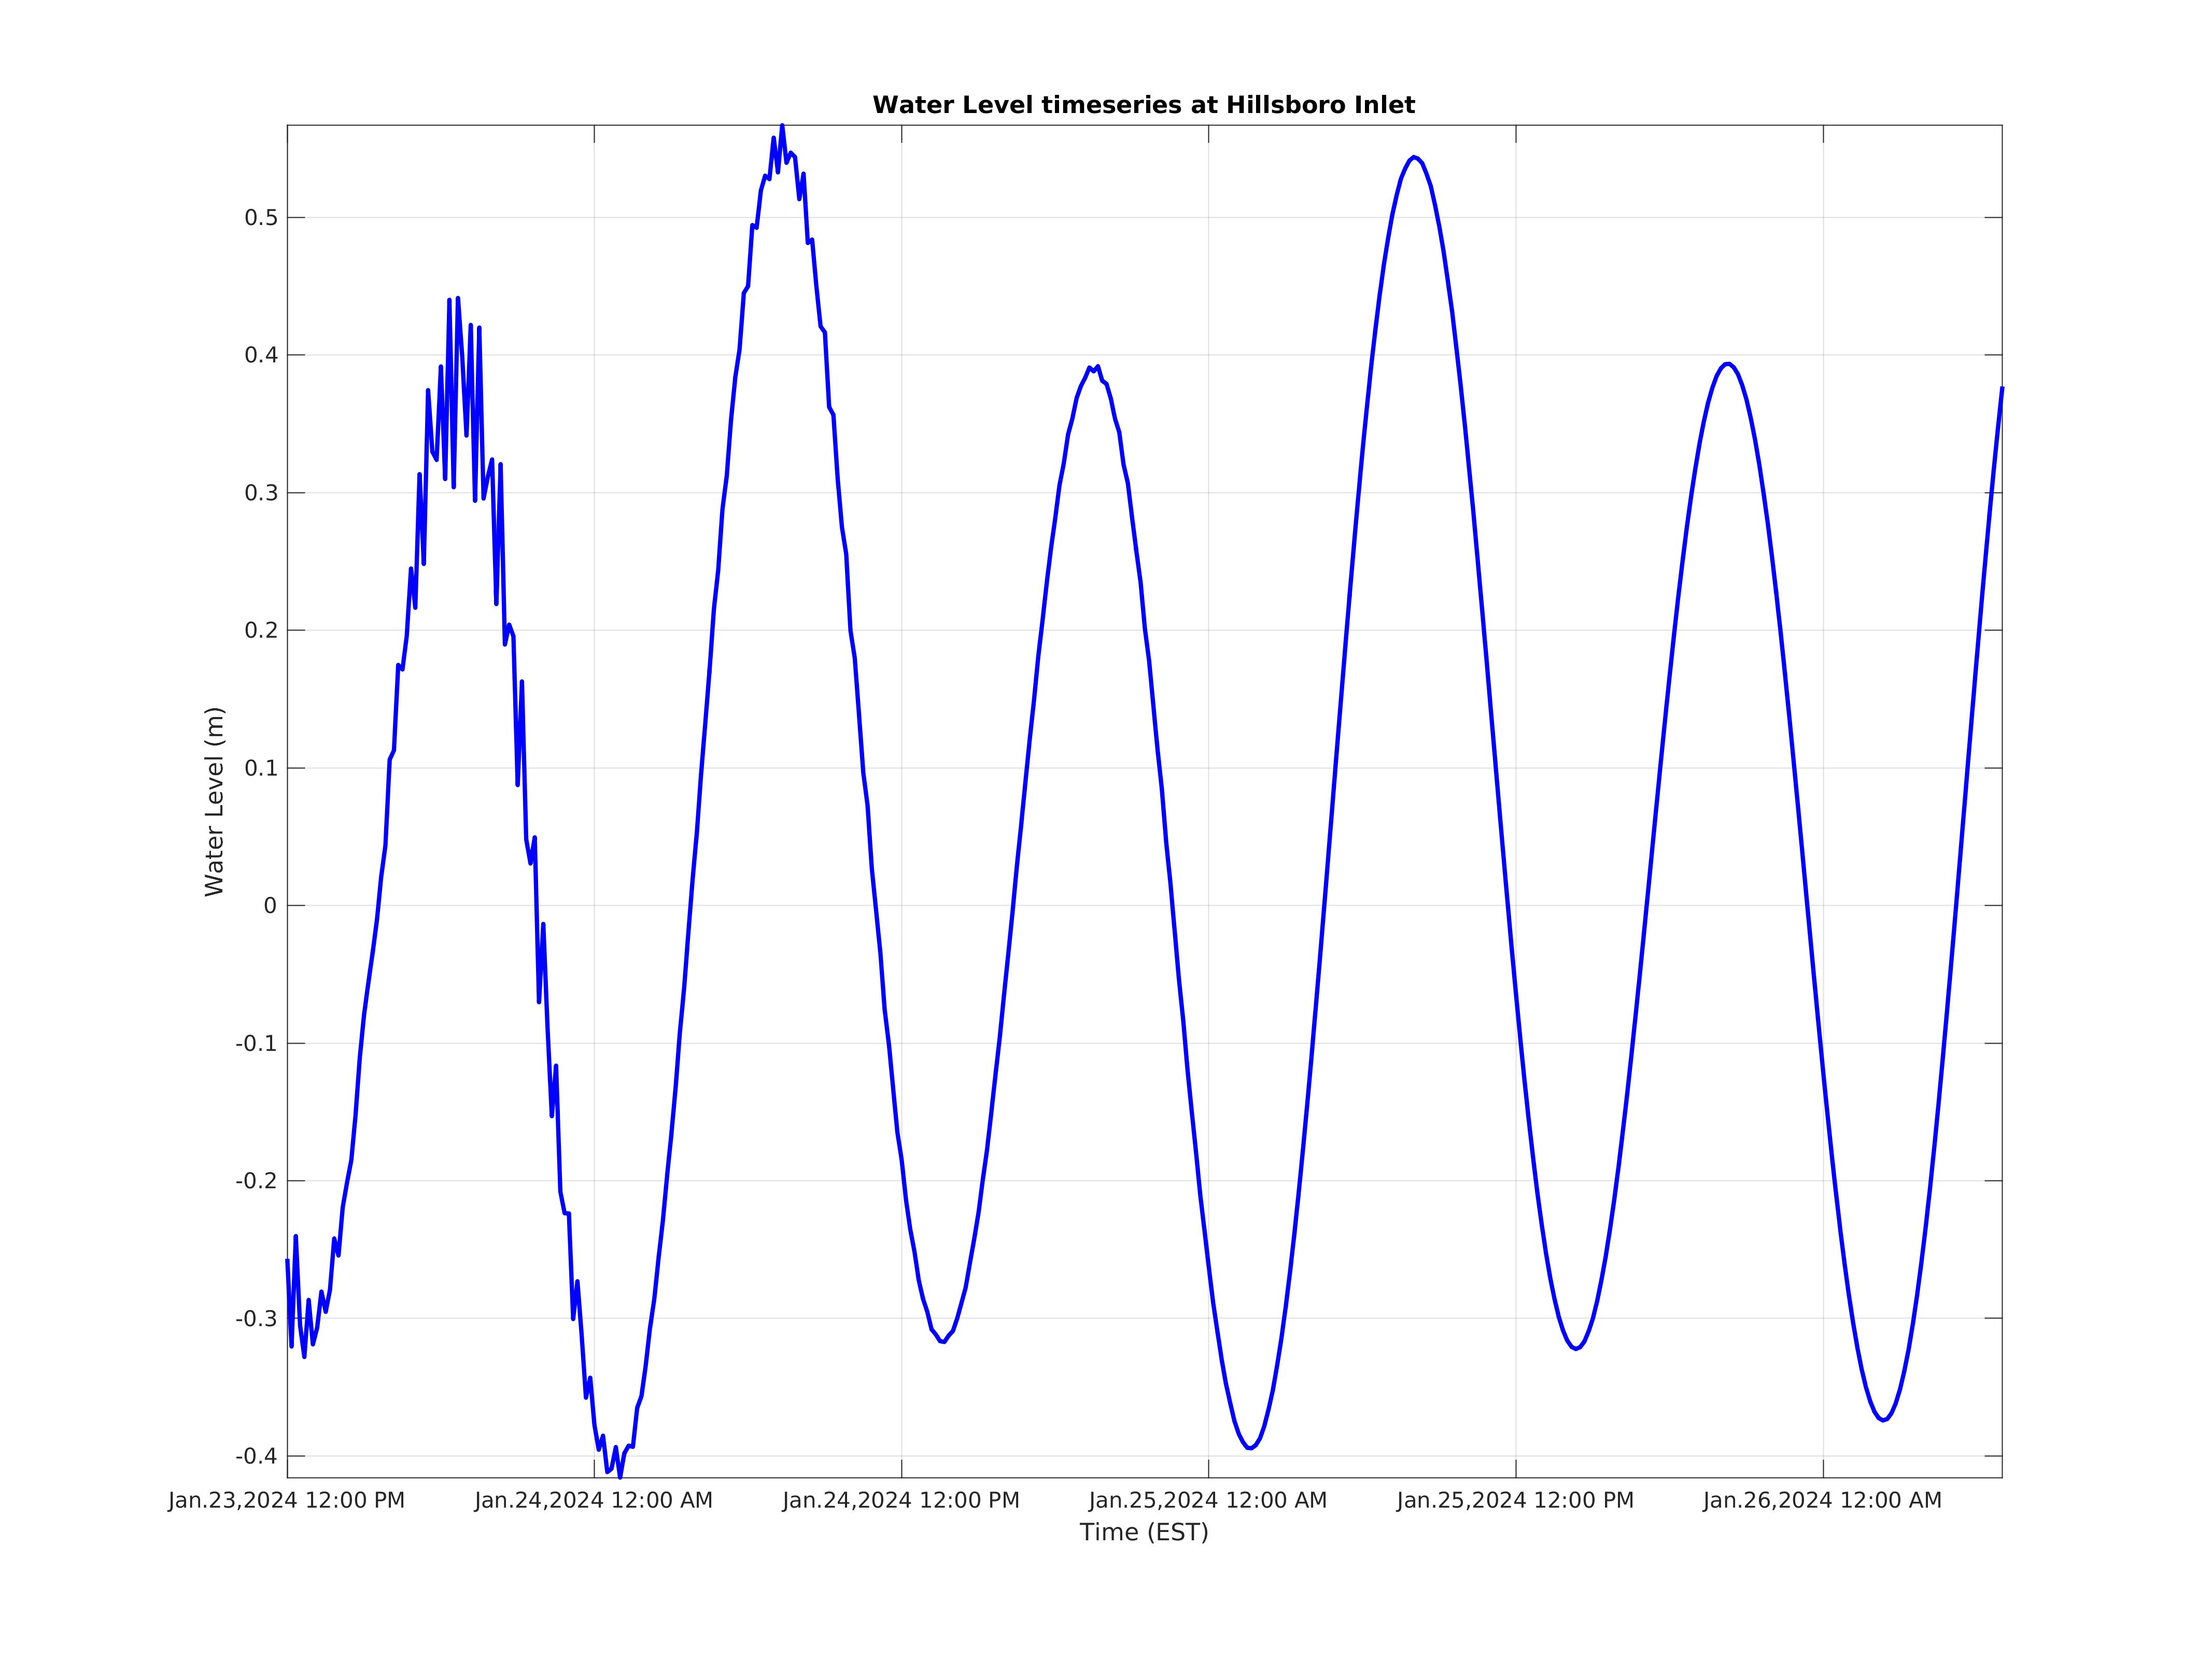 Water Level timeseries at Hillsboro Inlet
0.5
0.4
0.3
0.2
0.1
0
-0.1
-0.2
-0.3
-0.4
Water Level (m)
Jan.23,2024 12:00 PM
Jan.24,2024 12:00 AM
Jan.24,2024 12:00 PM
Jan.25,2024 12:00 AM
Jan.25,2024 12:00 PM
Jan.26,2024 12:00 AM
Time (EST)